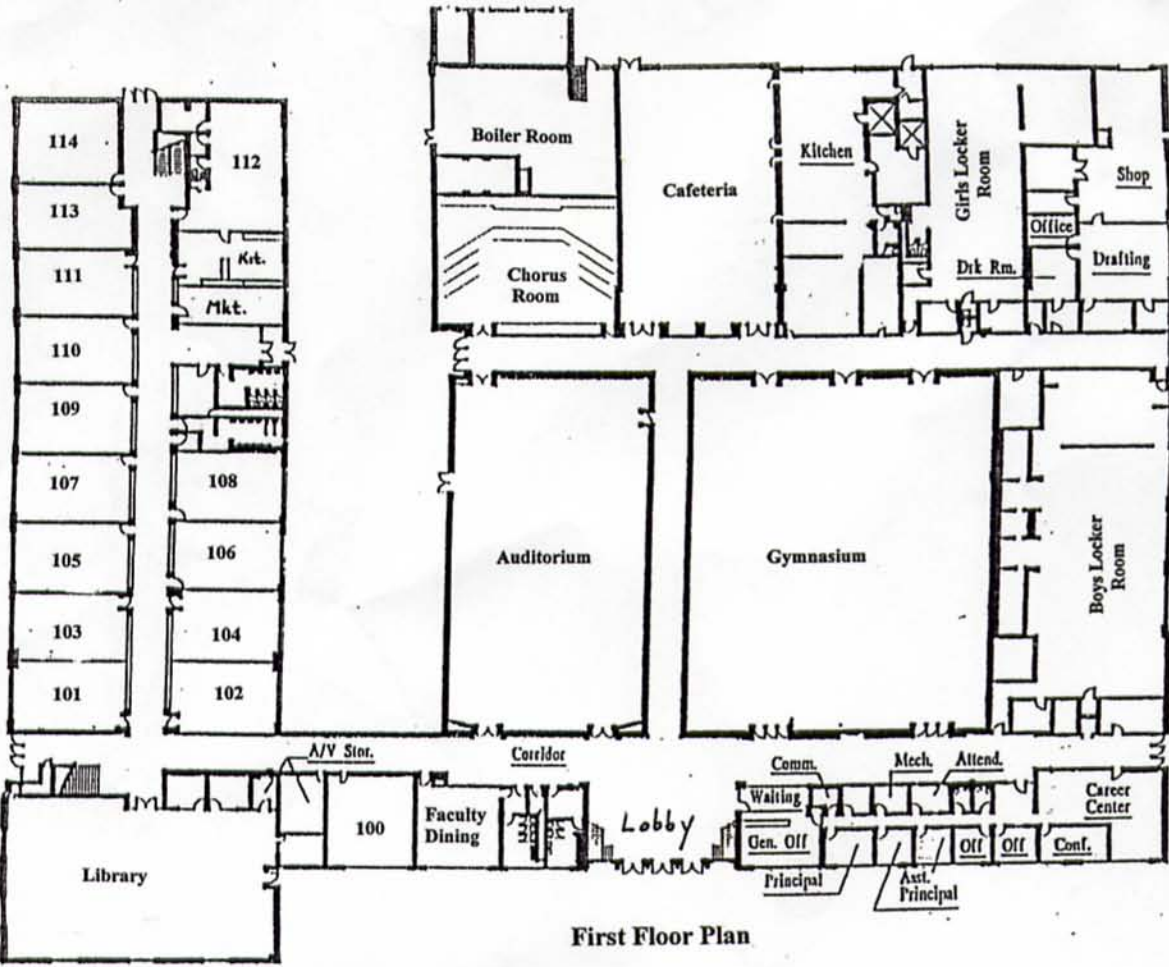 Boiler Room
114
112
Kitchen
Cafeteria
Girls Locker
Room
Shop
113
Office
Krt.
Drafting
111
Chorus
Room
Drk Rm.
Mkt.
110
109
107
108
105
106
Auditorium
Gymnasium
Boys Locker
Room
103
104
101
102
A/V Stor.
Corridor
Comm.
Mech.
Attend.
Waiting
Career
Center
100
Faculty
Dining
Lobby
Gen. Off
Off
Off
Conf.
Library
Principal
Asst.
Principal
First Floor Plan